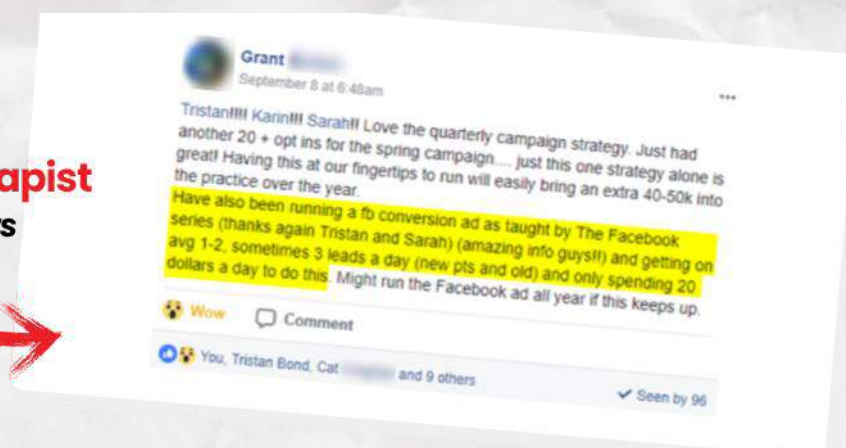 apist
s
Grant
September 8 at 6:48am
Tristan!!!! Karin!!! Sarah!! Love the quarterly campaign strategy. Just had
another 20 + opt ins for the spring campaign.... just this one strategy alone is
great! Having this at our fingertips to run will easily bring an extra 40-50k into
the practice over the year.
Have also been running a fb conversion ad as taught by The Facebook
series (thanks again Tristan and Sarah) (amazing info guys!!) and getting on
avg 1-2, sometimes 3 leads a day (new pts and old) and only spending 20
dollars a day to do this. Might run the Facebook ad all year if this keeps up.
Wow Comment
You, Tristan Bond, Cat and 9 others
Seen by 96